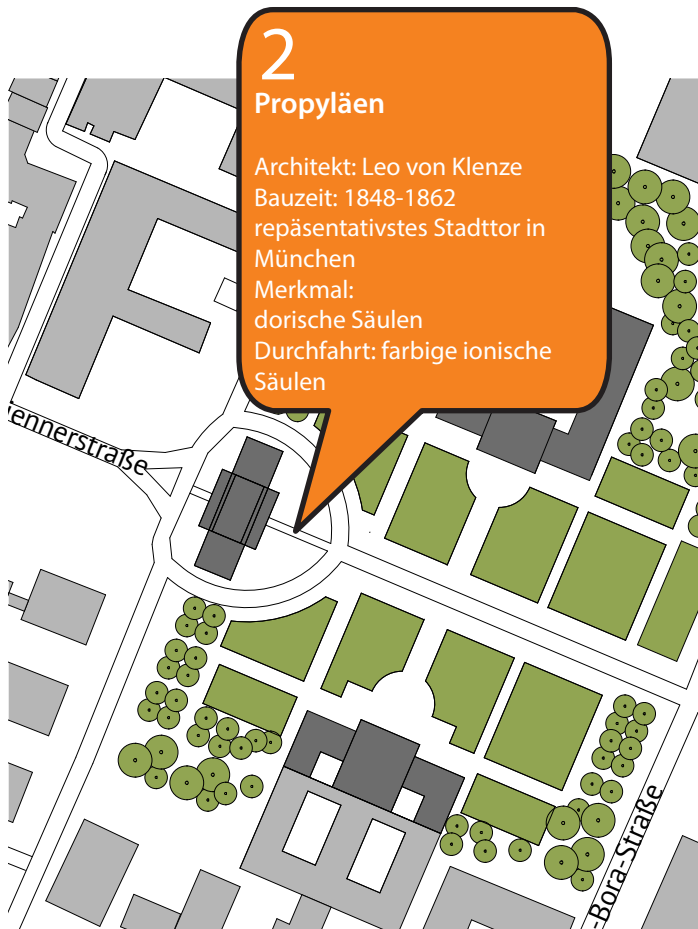 2
Propyläen
Architekt: Leo von Klenze
Bauzeit: 1848-1862
repäsentativstes Stadttor in
München
Merkmal:
dorische Säulen
Durchfahrt: farbige ionische
Säulen
iennerstraße
-Bora-Straße